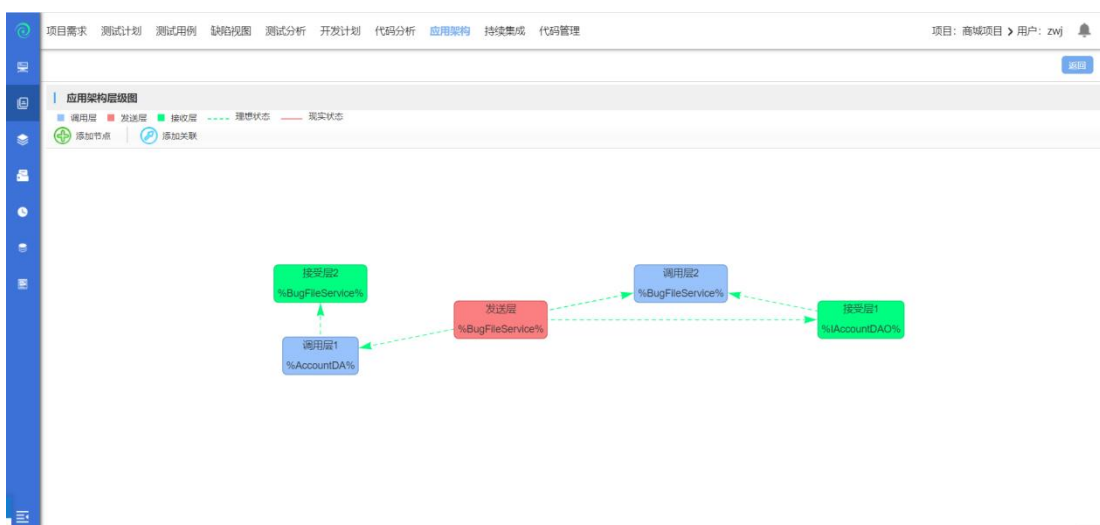 项目需求 测试计划 测试用例 缺陷视图 测试分析 开发计划 代码分析 应用架构 持续集成 代码管理 项目：商城项目 用户：zwj
返回
应用架构层级图
调用层 发送层 接收层 理想状态 现实状态
添加节点 添加关联
接受层2
%BugFileService%
调用层2
%BugFileService%
发送层
%BugFileService%
接受层1
%IAccountDAO%
调用层1
%AccountDA%